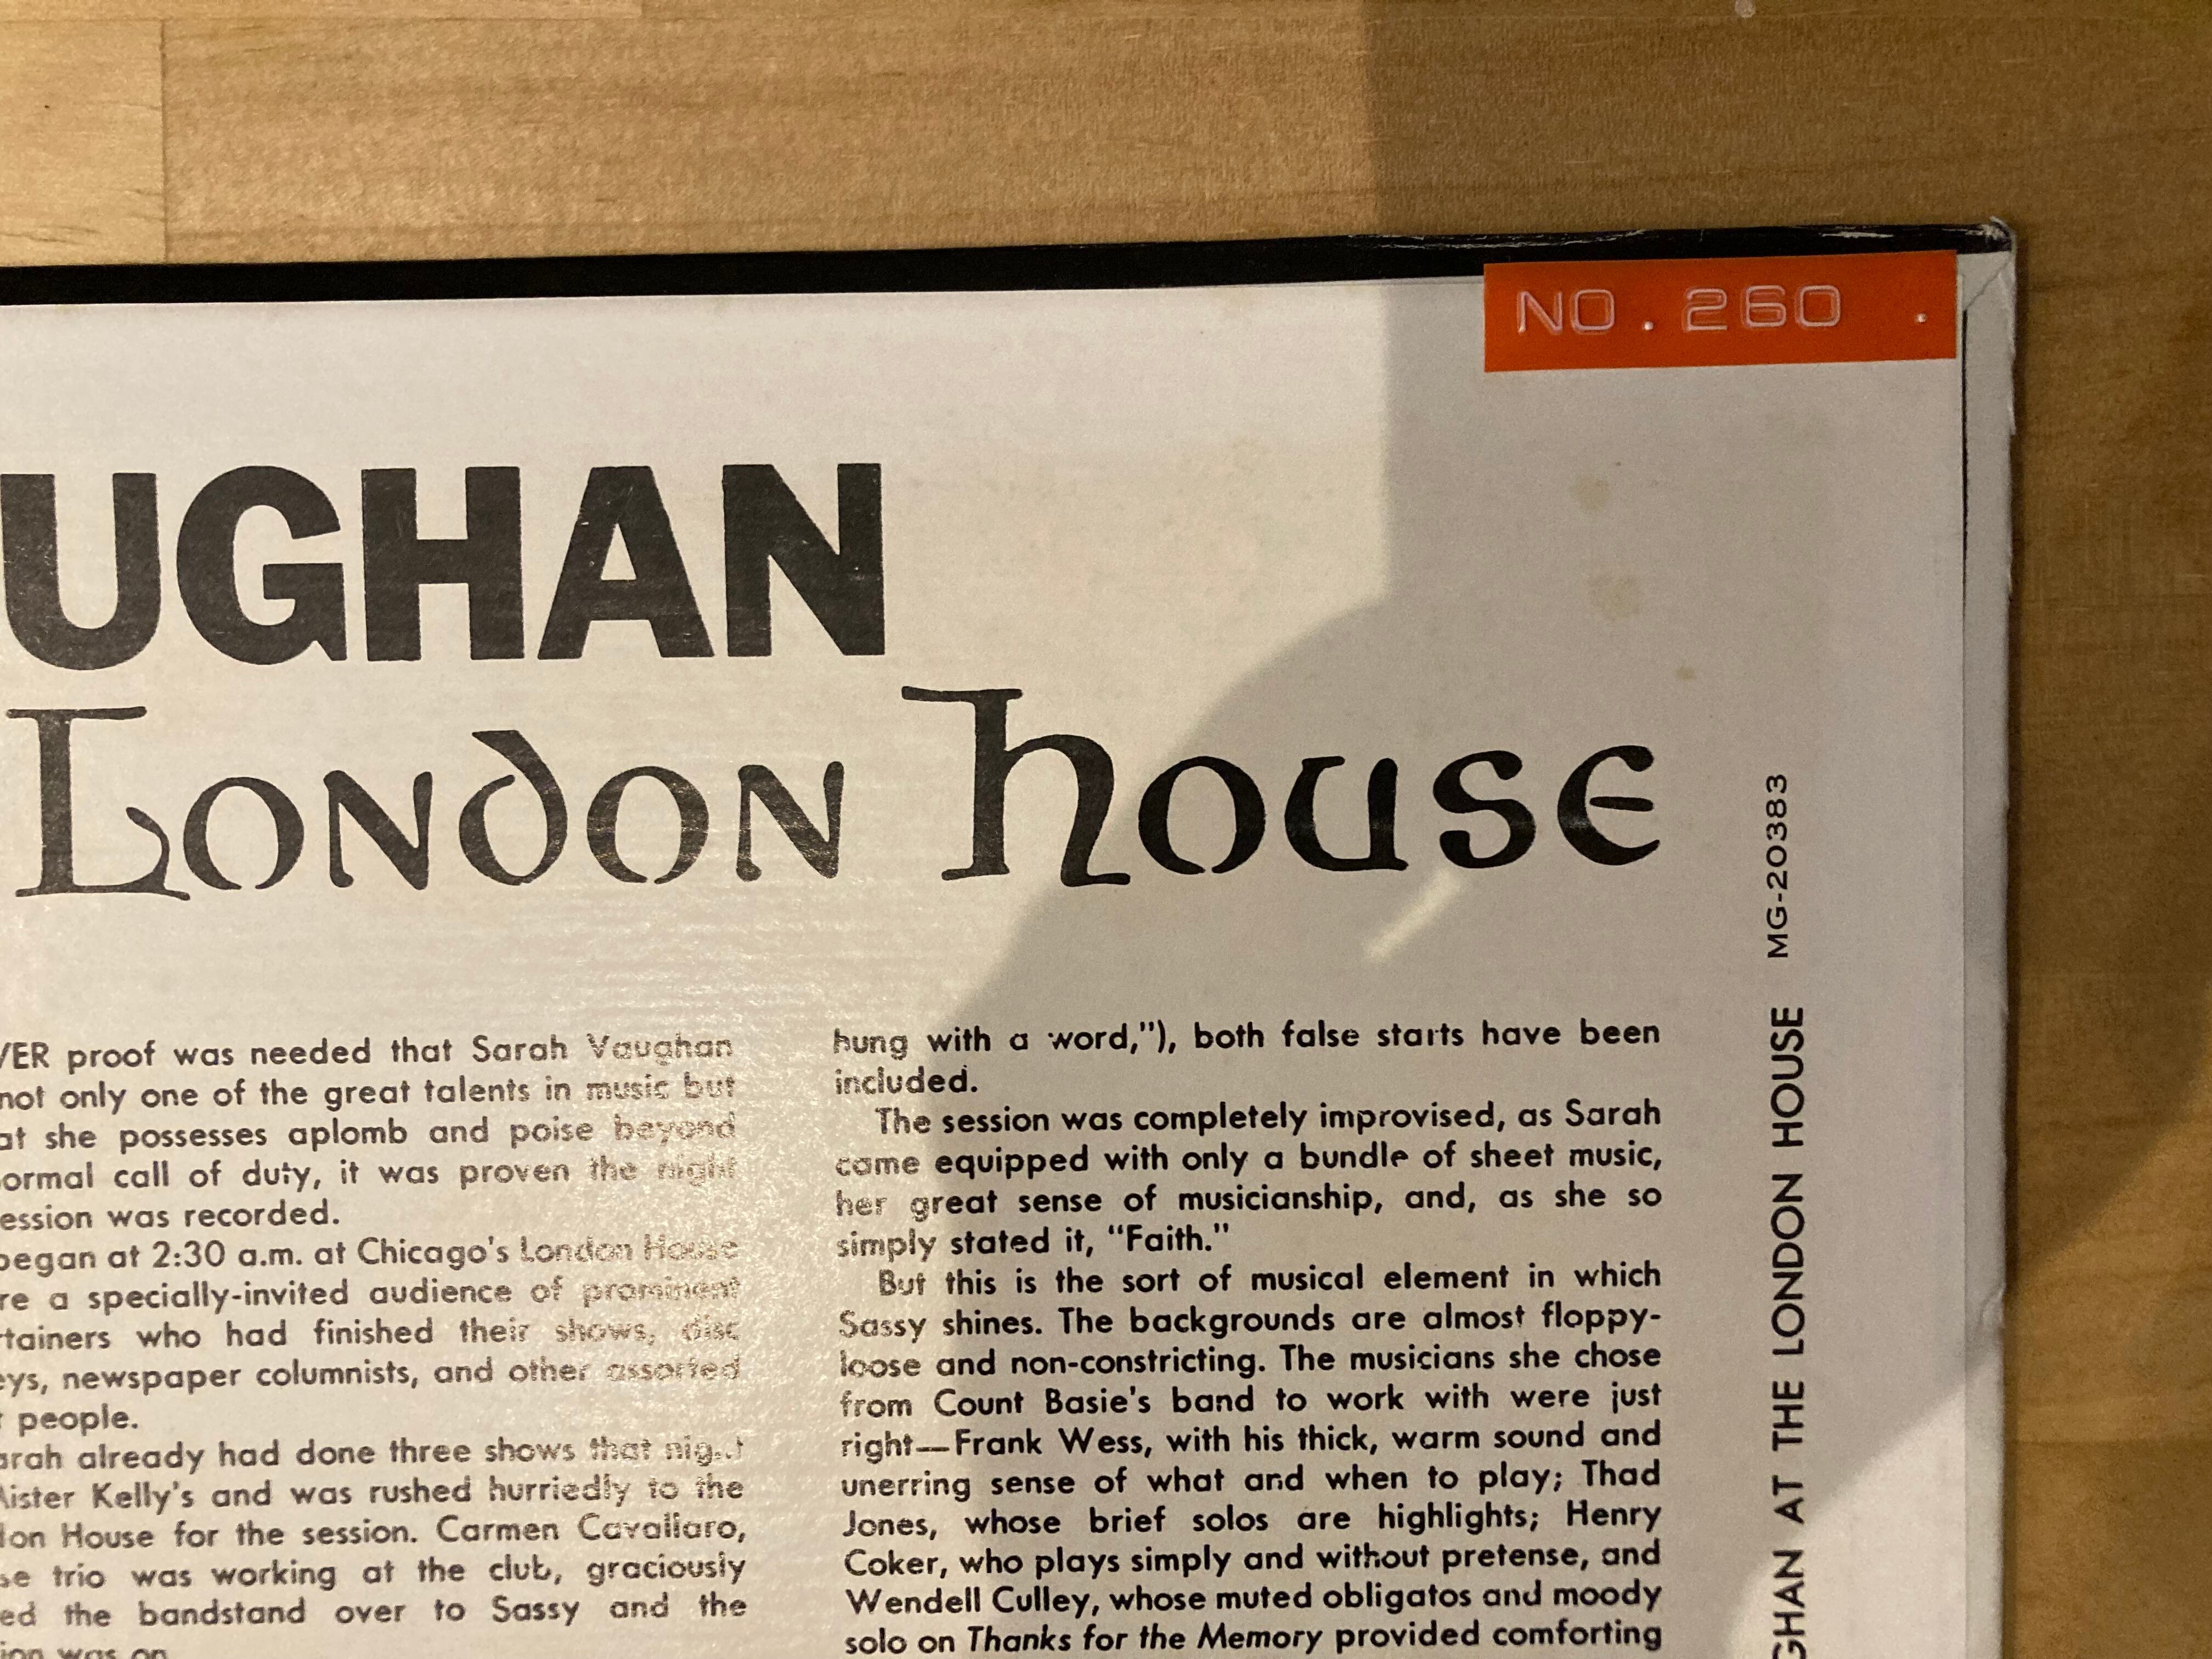 NO. 260 .
UGHAN
LONDON HOUSE
VER proof was needed that Sarah Vaughan
not only one of the great talents in music but
at she possesses aplomb and poise beyond
ormal call of duty, it was proven the night
ession was recorded.
began at 2:30 a.m. at Chicago's London House
re a specially-invited audience of prominent
rtainers who had finished their shows, disc
eys, newspaper columnists, and other assorted
people.
arah already had done three shows that night
Mister Kelly's and was rushed hurriedly to the
don House for the session. Carmen Cavallaro,
se trio was working at the club, graciously
ed the bandstand over to Sassy and the
ion was on.
hung with a word,"), both false starts have been
included.
The session was completely improvised, as Sarah
came equipped with only a bundle of sheet music,
her great sense of musicianship, and, as she so
simply stated it, "Faith."
But this is the sort of musical element in which
Sassy shines. The backgrounds are almost floppy-
loose and non-constricting. The musicians she chose
from Count Basie's band to work with were just
right—Frank Wess, with his thick, warm sound and
unerring sense of what and when to play; Thad
Jones, whose brief solos are highlights; Henry
Coker, who plays simply and without pretense, and
Wendell Culley, whose muted obligatos and moody
solo on Thanks for the Memory provided comforting
GHAN AT THE LONDON HOUSE MG-20383